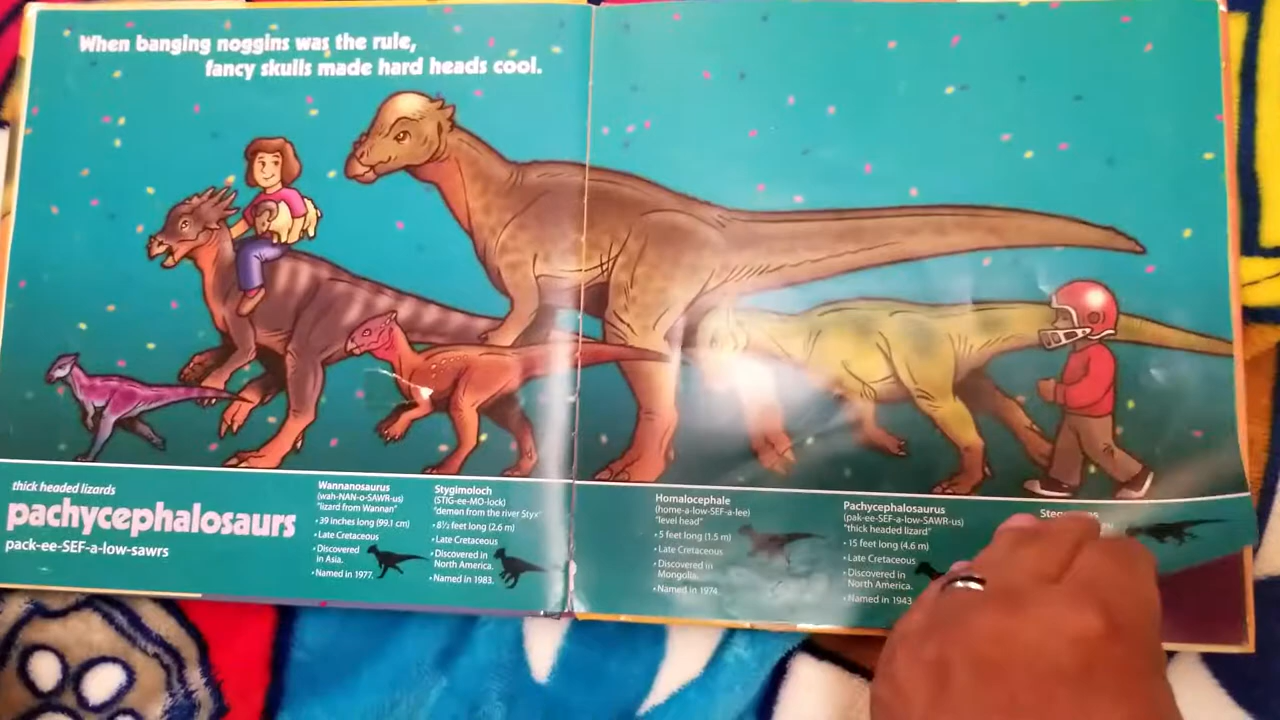 When banging noggins was the rule,
fancy skulls made hard heads cool.
thick headed lizards
pachycephalosaurs
pack-ee-SEF-a-low-sawrs
Wannanosaurus
(wah-NAN-o-SAWR-us)
"lizard from Wannan"
• 39 inches long (99.1 cm)
• Late Cretaceous
• Discovered
in Asia.
• Named in 1977.
Stygimoloch
(STIG-ee-MO-lock)
"demon from the river Styx"
• 8½ feet long (2.6 m)
• Late Cretaceous
• Discovered in
North America.
• Named in 1983.
Homalocephale
(home-a-low-SEF-a-lee)
"level head"
• 5 feet long (1.5 m)
• Late Cretaceous
• Discovered in
Mongolia.
• Named in 1974
Pachycephalosaurus
(pak-ee-SEF-a-low-SAWR-us)
"thick headed lizard"
• 15 feet long (4.6 m)
• Late Cretaceous
• Discovered in
North America.
• Named in 1943